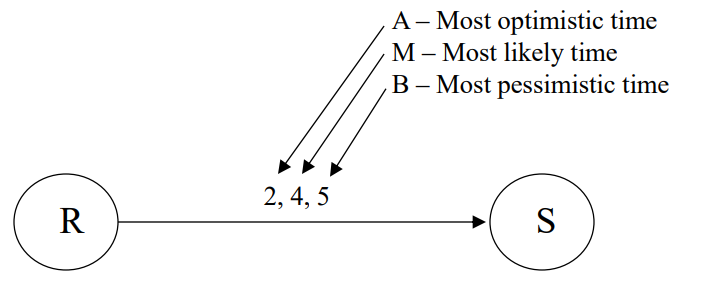 A – Most optimistic time
M – Most likely time
B – Most pessimistic time
2, 4, 5
R
S